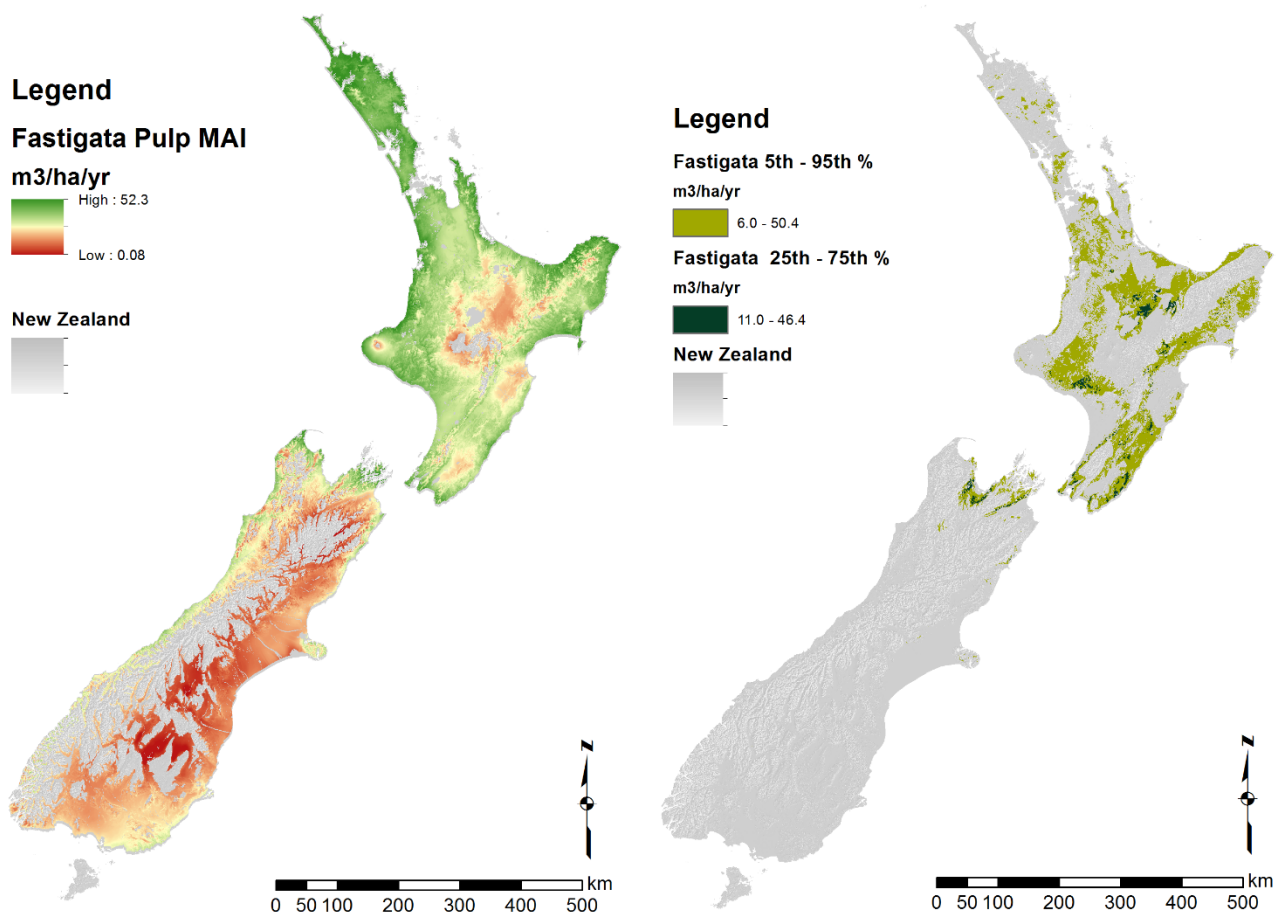 Legend
Fastigata Pulp MAI
m3/ha/yr
High : 52.3
Low : 0.08
New Zealand
N
km
0 50 100 200 300 400 500
Legend
Fastigata 5th - 95th %
m3/ha/yr
6.0 - 50.4
Fastigata 25th - 75th %
m3/ha/yr
11.0 - 46.4
New Zealand
N
km
0 50 100 200 300 400 500